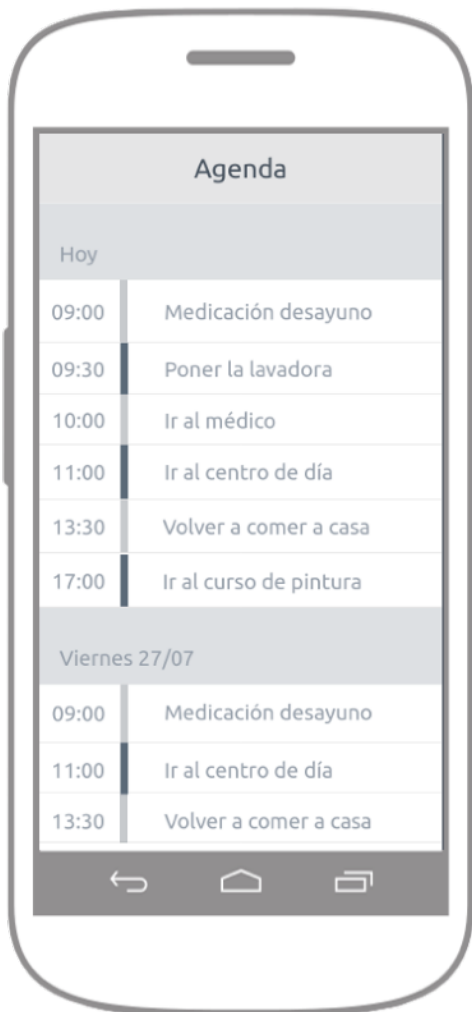 Agenda
Hoy
09:00 Medicación desayuno
09:30 Poner la lavadora
10:00 Ir al médico
11:00 Ir al centro de día
13:30 Volver a comer a casa
17:00 Ir al curso de pintura
Viernes 27/07
09:00 Medicación desayuno
11:00 Ir al centro de día
13:30 Volver a comer a casa